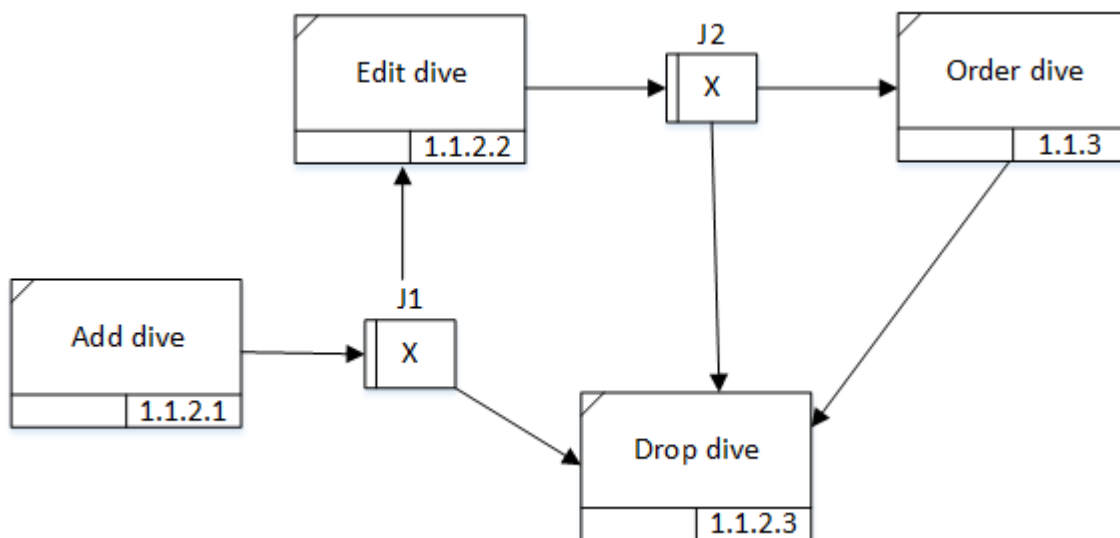 J2
Edit dive
X
Order dive
1.1.2.2
1.1.3
J1
Add dive
X
1.1.2.1
Drop dive
1.1.2.3